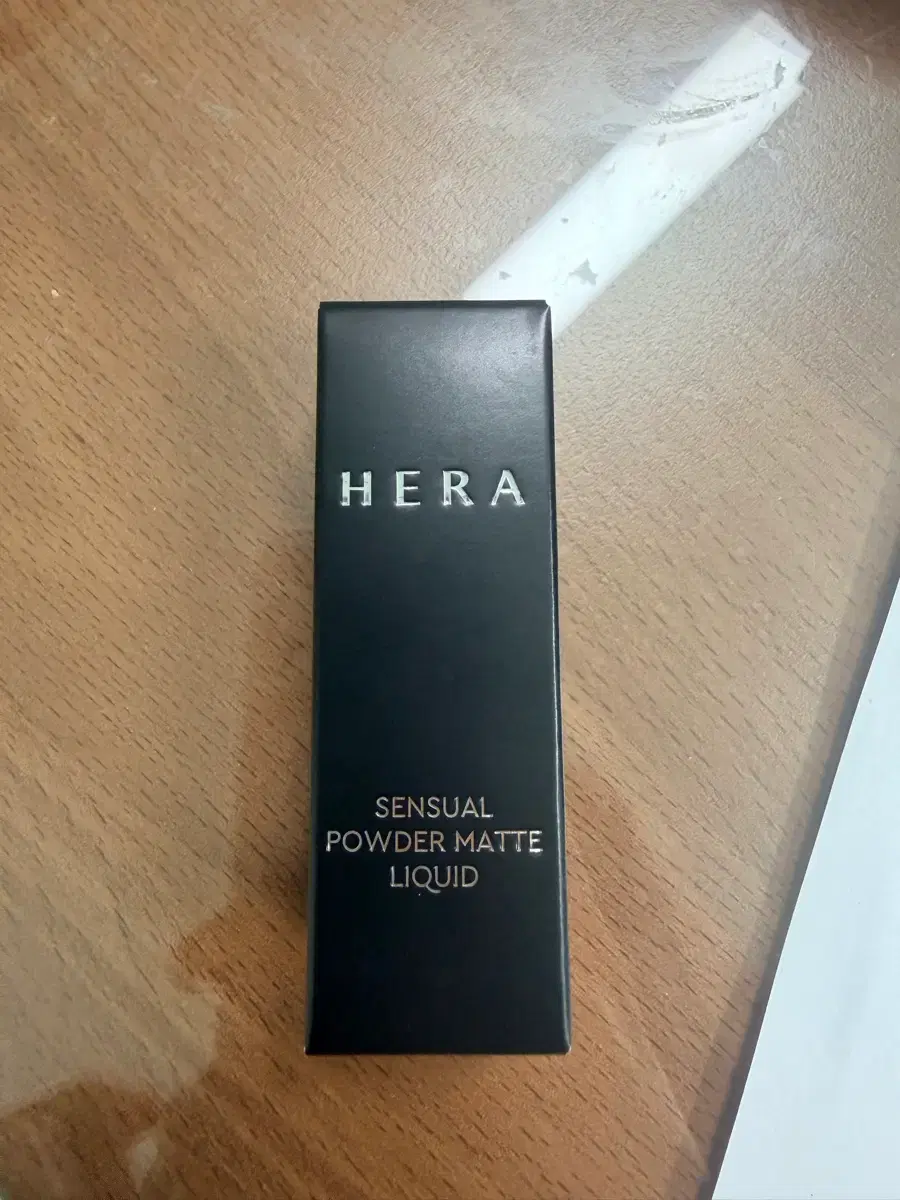 HERA
SENSUAL
POWDER MATTE
LIQUID